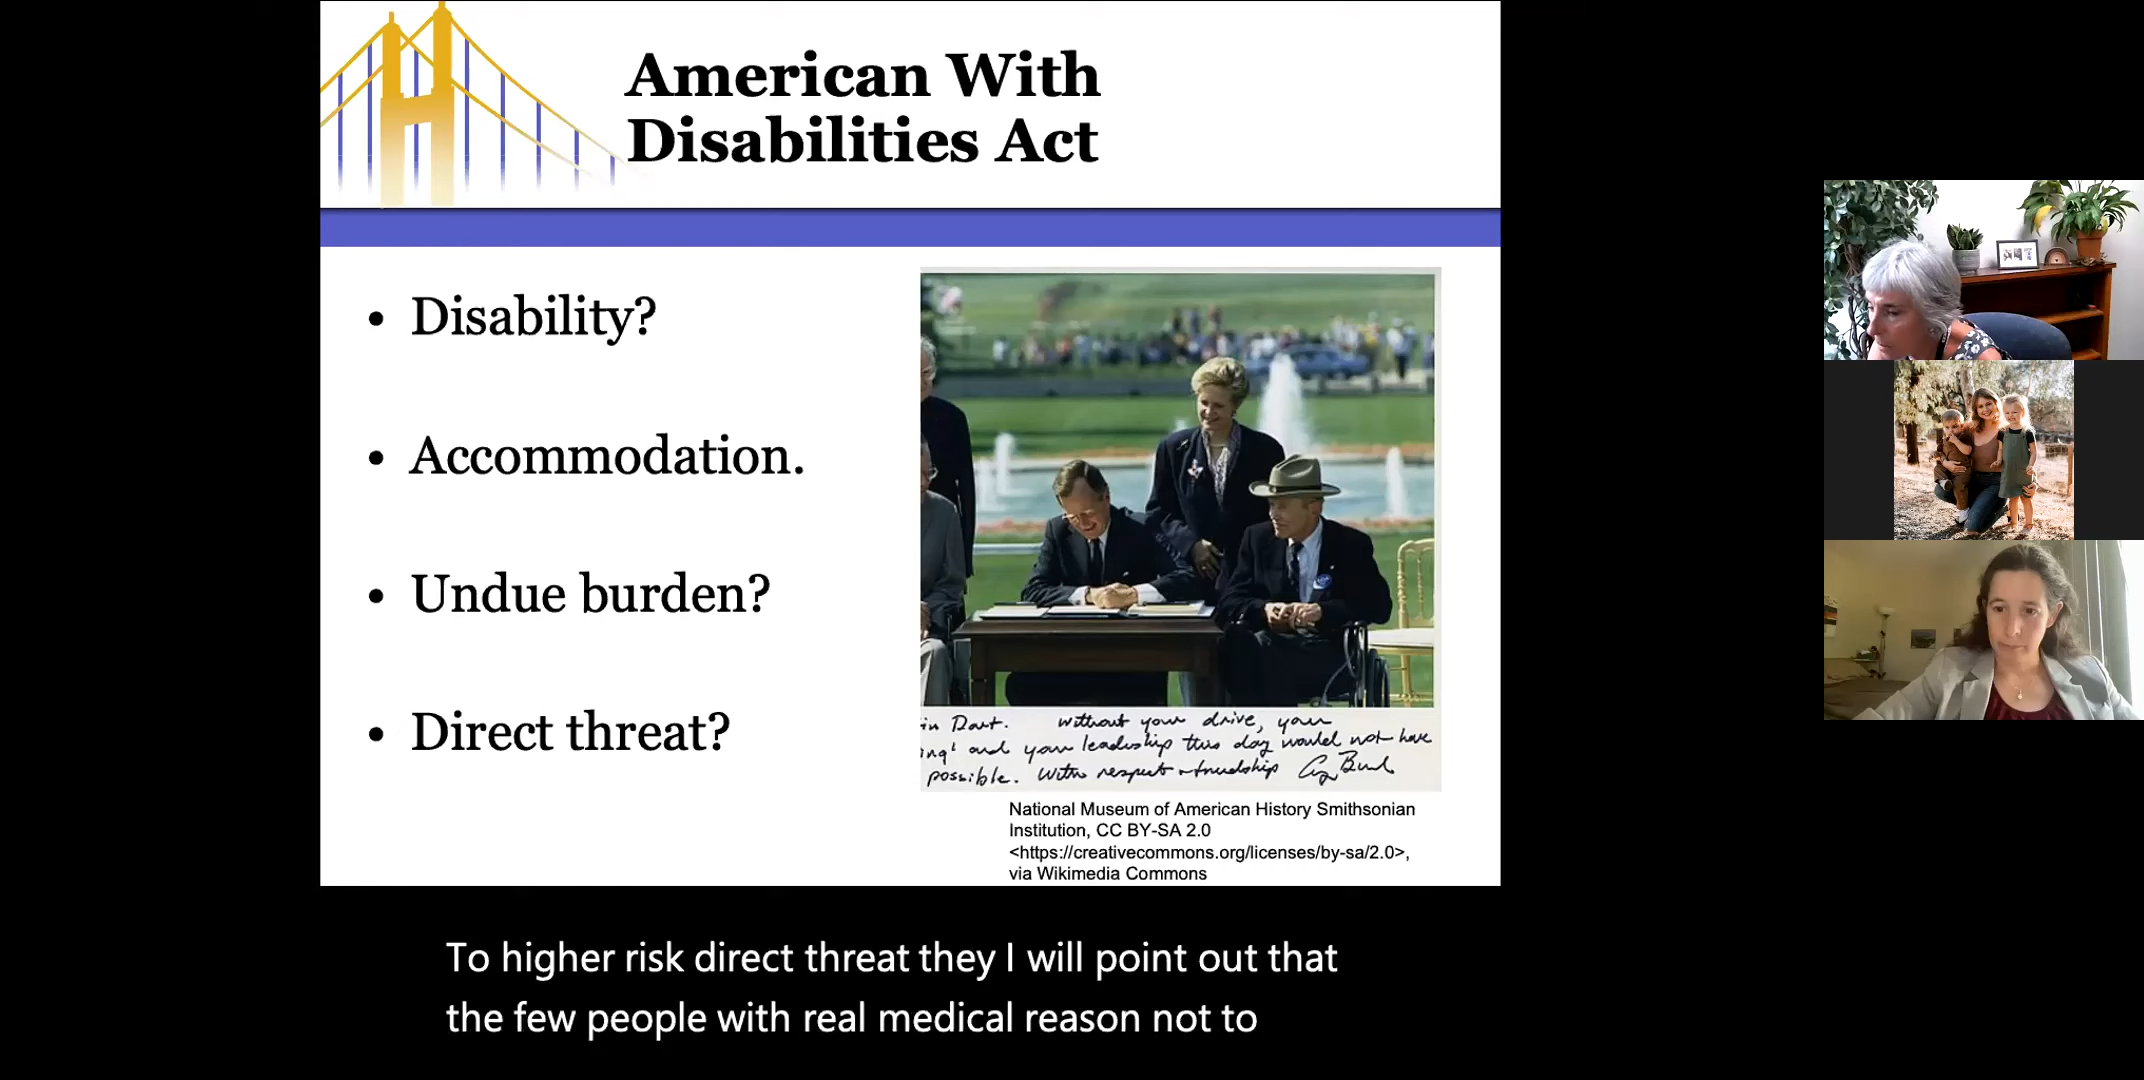 American With
Disabilities Act
• Disability?
• Accommodation.
• Undue burden?
• Direct threat?
in Dart. Without your drive, your
ing' and your leadership this day would not have
possible. With respect + friendship
National Museum of American History Smithsonian
Institution, CC BY-SA 2.0
<https://creativecommons.org/licenses/by-sa/2.0>,
via Wikimedia Commons
To higher risk direct threat they I will point out that
the few people with real medical reason not to